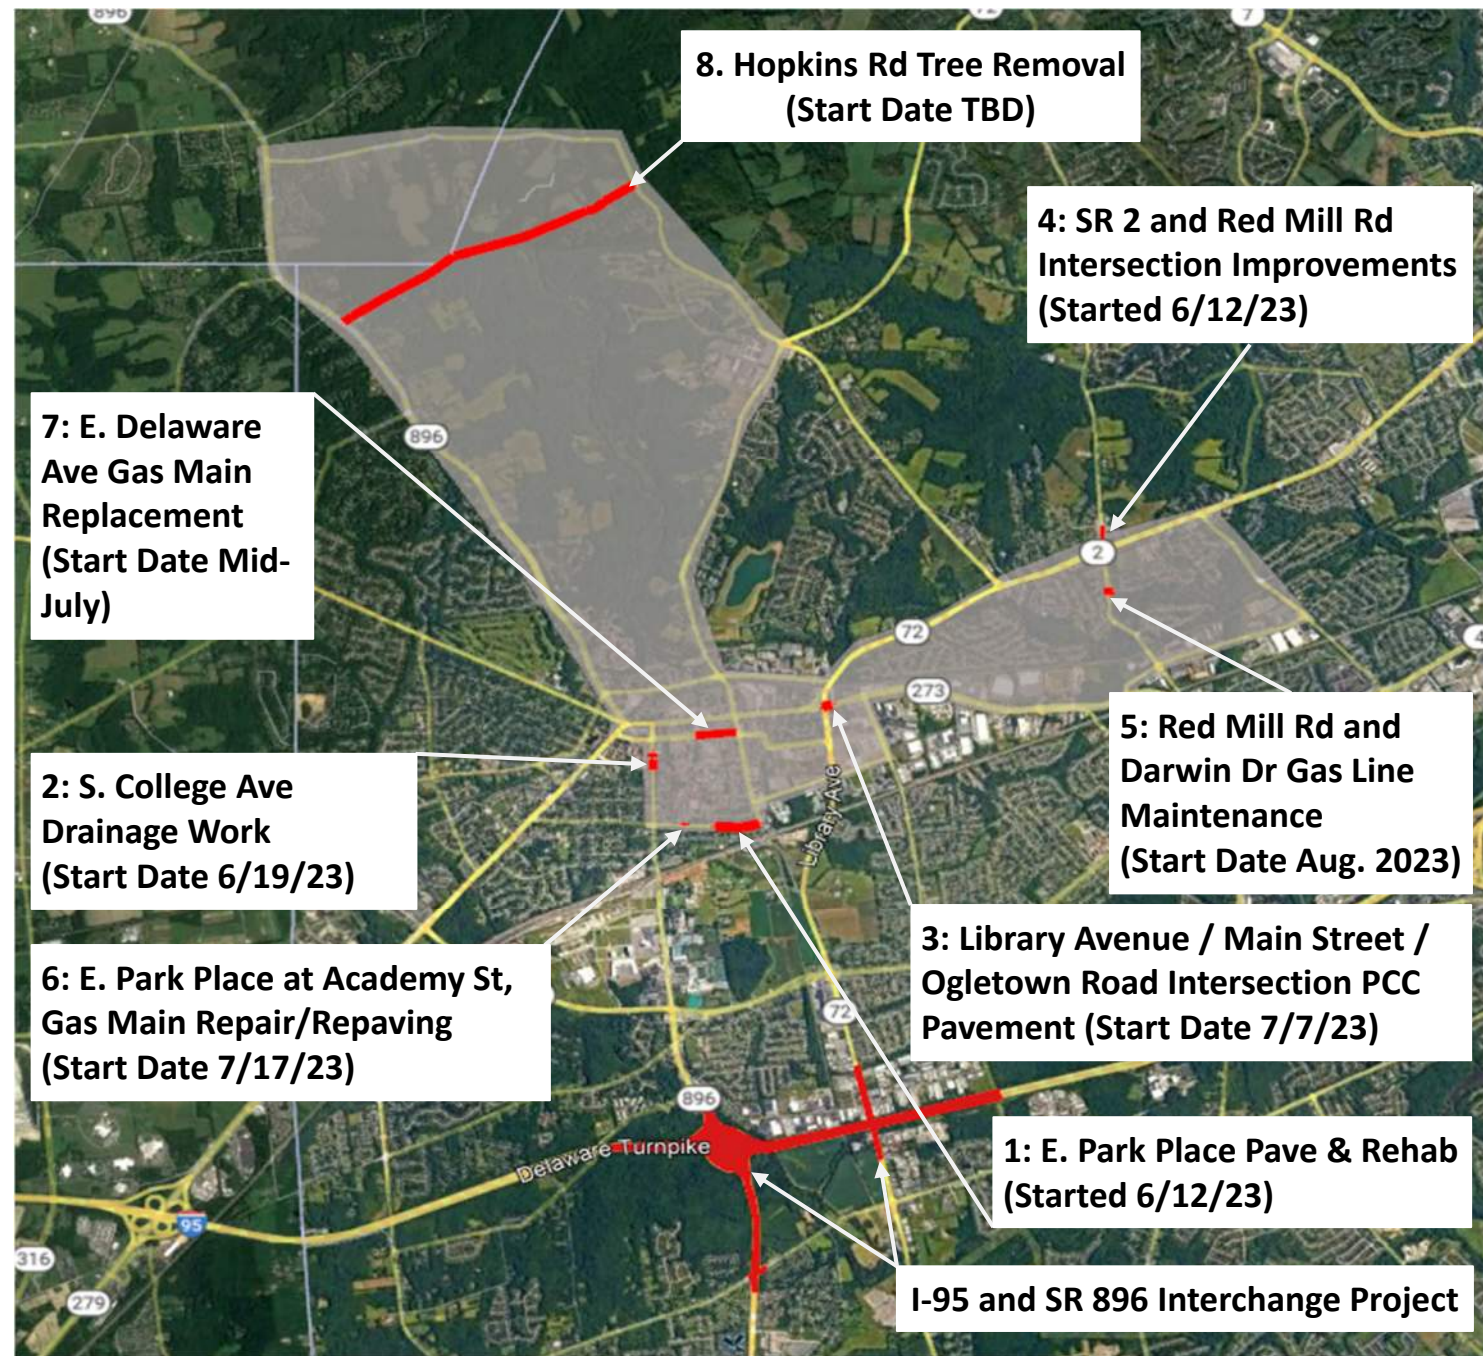 896
72
7
8. Hopkins Rd Tree Removal
(Start Date TBD)
4: SR 2 and Red Mill Rd
Intersection Improvements
(Started 6/12/23)
7: E. Delaware
Ave Gas Main
Replacement
(Start Date Mid-
July)
896
2
72
273
5: Red Mill Rd and
Darwin Dr Gas Line
Maintenance
(Start Date Aug. 2023)
2: S. College Ave
Drainage Work
(Start Date 6/19/23)
Library Ave
3: Library Avenue / Main Street /
Ogletown Road Intersection PCC
Pavement (Start Date 7/7/23)
6: E. Park Place at Academy St,
Gas Main Repair/Repaving
(Start Date 7/17/23)
72
896
Delaware Turnpike
1: E. Park Place Pave & Rehab
(Started 6/12/23)
95
316
279
I-95 and SR 896 Interchange Project